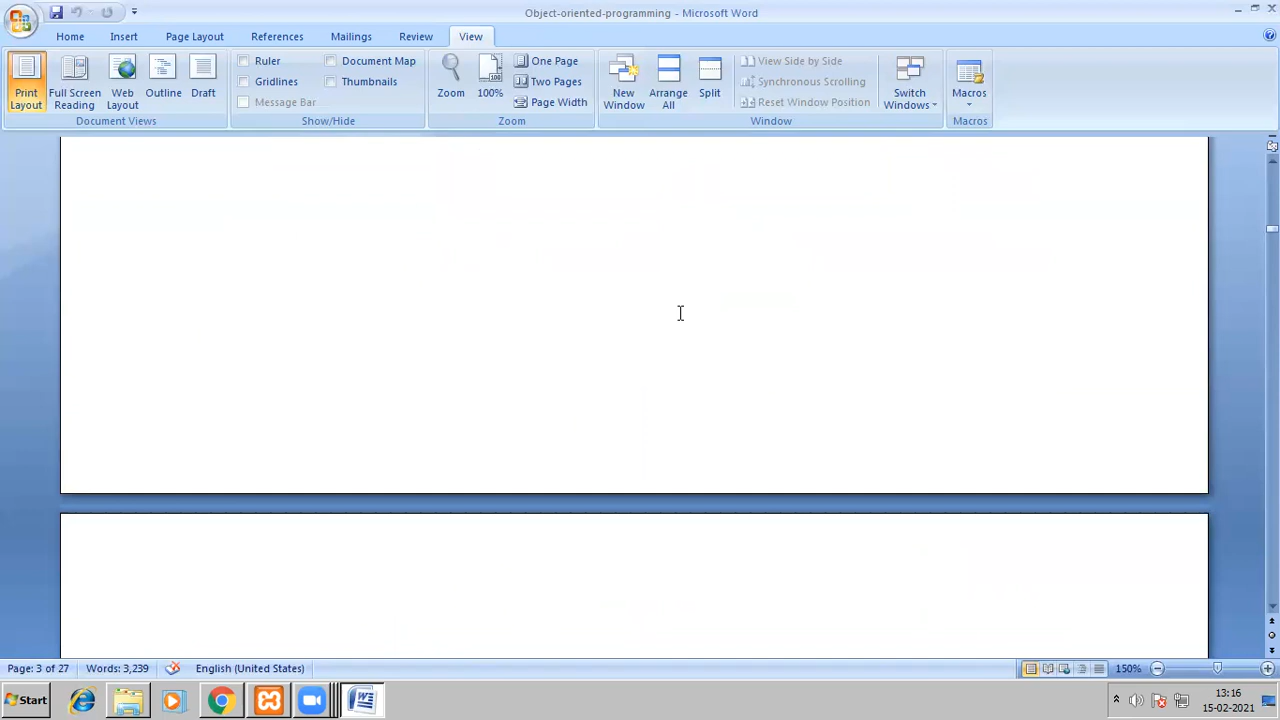 Object-oriented-programming - Microsoft Word
Home Insert Page Layout References Mailings Review View
Print Layout
Full Screen Reading
Web Layout
Outline
Draft
Document Views
Ruler
Gridlines
Message Bar
Document Map
Thumbnails
Show/Hide
Zoom
100%
One Page
Two Pages
Page Width
Zoom
New Window
Arrange All
Split
View Side by Side
Synchronous Scrolling
Reset Window Position
Switch Windows
Window
Macros
Macros
Page: 3 of 27 Words: 3,239 English (United States) 150%
Start 13:16
15-02-2021